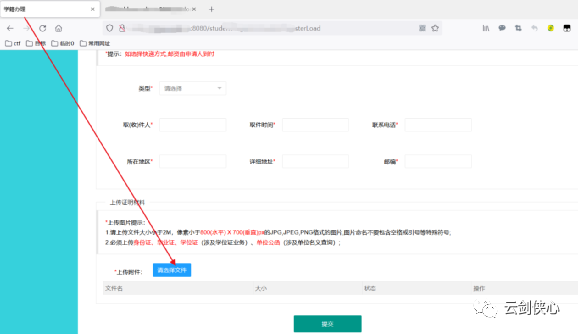 学籍办理
6080/stude
sterLoad
ctf
临时0
常用网址
*提示：如选择快递方式,邮资由申请人到付
类型*
请选择
取(收)件人*
取件时间*
联系电话*
所在地区*
详细地址*
邮编*
上传证明材料
*上传图片提示：
1.请上传文件大小小于2M，像素小于600(水平) X 700(垂直)px的JPG,JPEG,PNG格式的图片,图片命名不要包含空格或引号等特殊符号;
2.必须上传身份证、毕业证、学位证（涉及学位证业务），单位公函（涉及单位名义查询）;
*上传附件：
请选择文件
文件名
大小
状态
操作
提交
云剑侠心